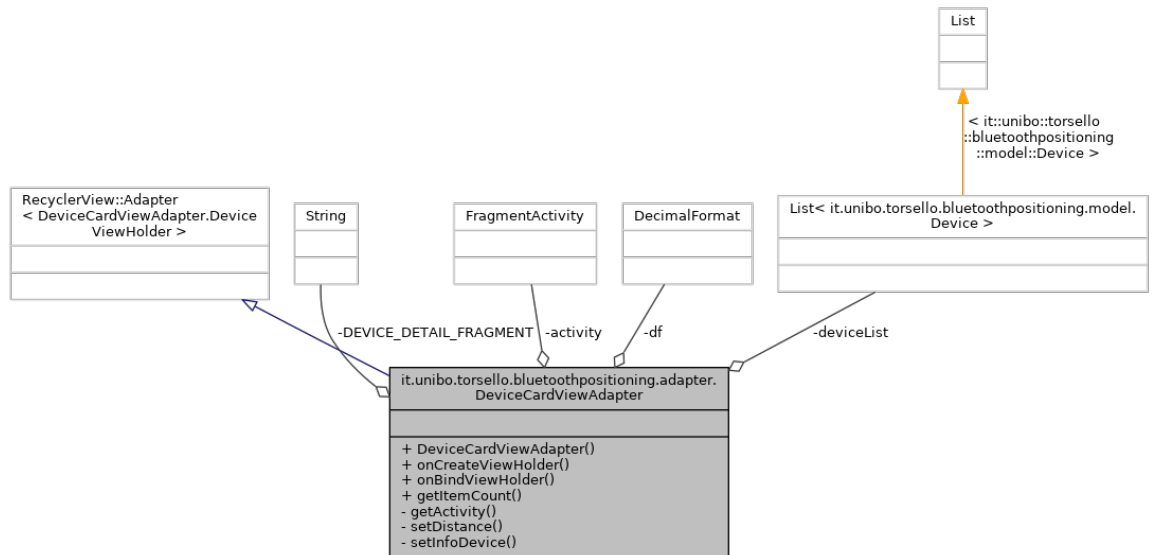 List
< it::unibo::torsello
::bluetoothpositioning
::model::Device >
RecyclerView::Adapter
< DeviceCardViewAdapter.Device
ViewHolder >
String
FragmentActivity
DecimalFormat
List< it.unibo.torsello.bluetoothpositioning.model.
Device >
-DEVICE_DETAIL_FRAGMENT
-activity
-df
-deviceList
it.unibo.torsello.bluetoothpositioning.adapter.
DeviceCardViewAdapter
+ DeviceCardViewAdapter()
+ onCreateViewHolder()
+ onBindViewHolder()
+ getItemCount()
- getActivity()
- setDistance()
- setInfoDevice()